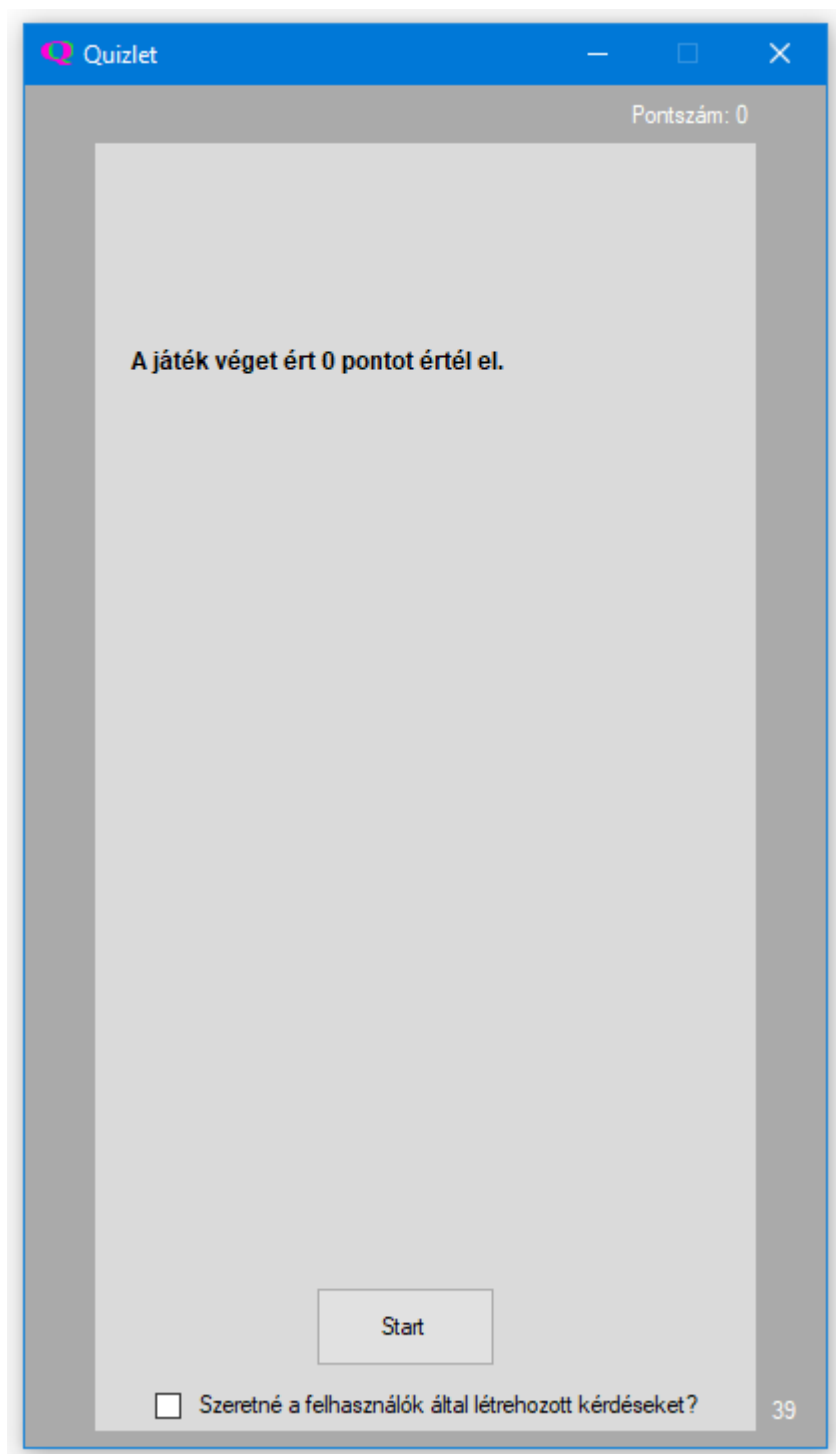 Quizlet
Pontszám: 0
A játék véget ért 0 pontot értél el.
Start
Szeretné a felhasználók által létrehozott kérdéseket?
39